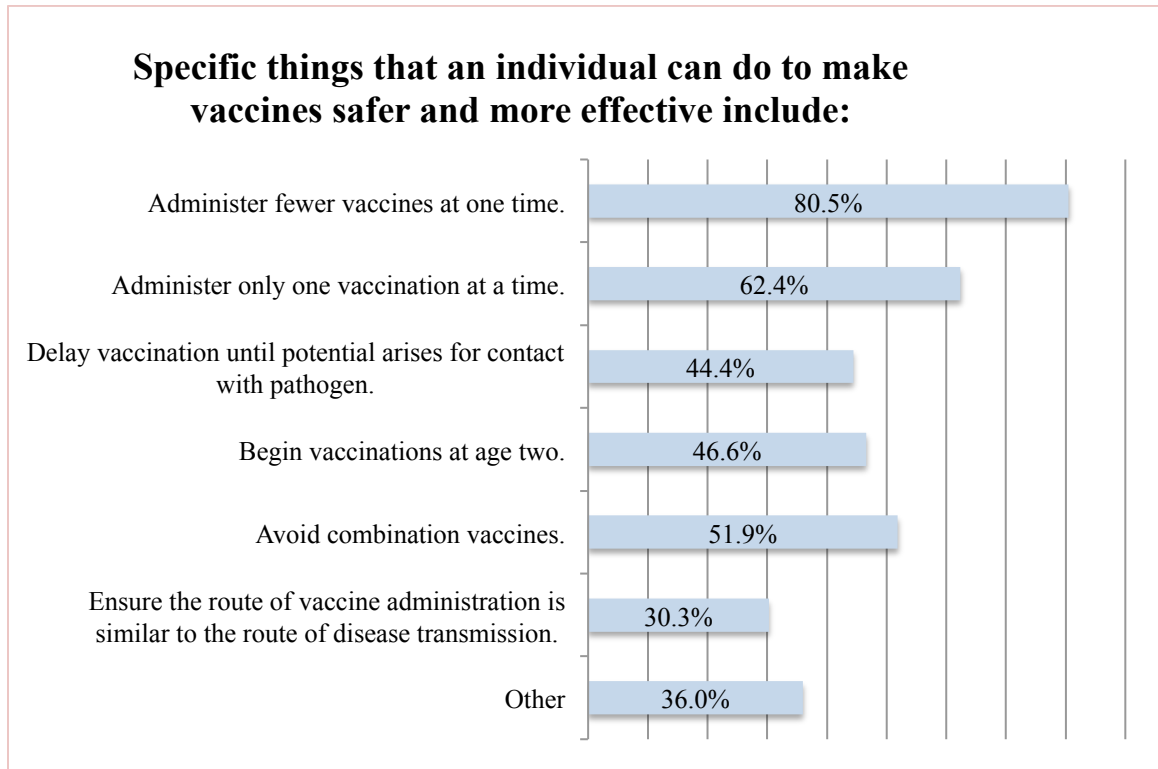 Specific things that an individual can do to make
vaccines safer and more effective include:
Administer fewer vaccines at one time.
80.5%
Administer only one vaccination at a time.
62.4%
Delay vaccination until potential arises for contact
with pathogen.
44.4%
Begin vaccinations at age two.
46.6%
Avoid combination vaccines.
51.9%
Ensure the route of vaccine administration is
similar to the route of disease transmission.
30.3%
Other
36.0%